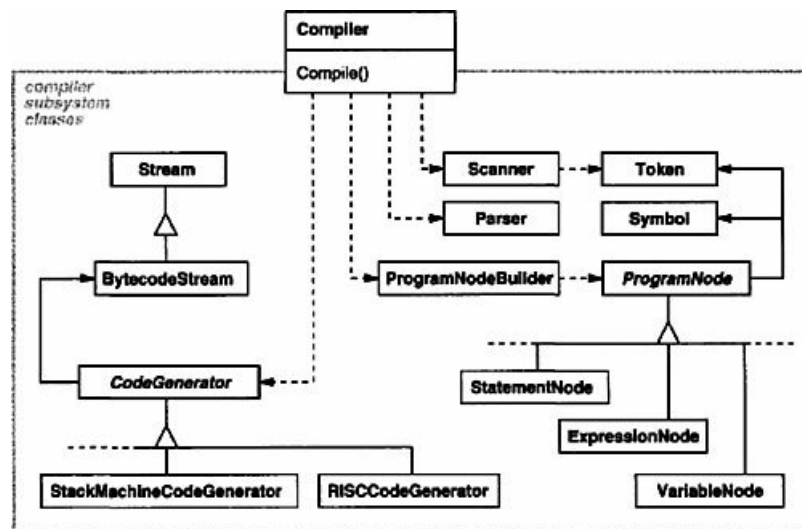 Compiler
Compile()
compiler
subsystem
classes
Stream
Scanner
Token
Parser
Symbol
BytecodeStream
ProgramNodeBuilder
ProgramNode
CodeGenerator
StatementNode
ExpressionNode
StackMachineCodeGenerator
RISCCodeGenerator
VariableNode